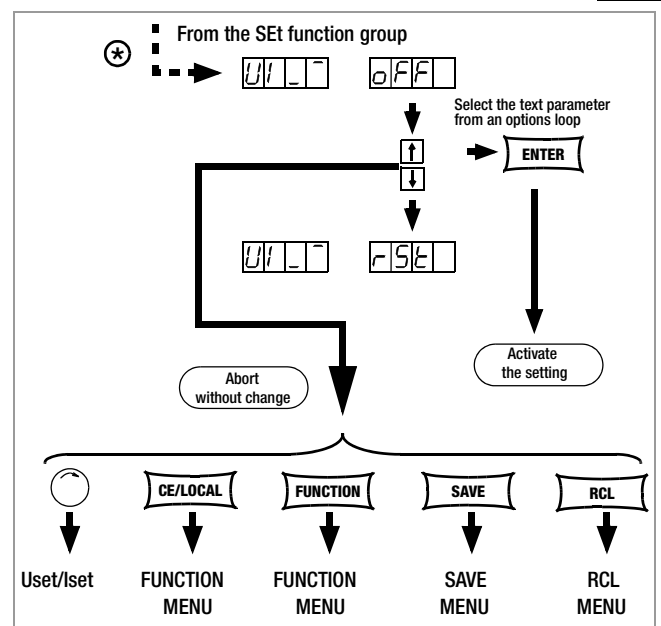 From the SEt function group
UI_‾ oFF
Select the text parameter
from an options loop
ENTER
UI_‾ rSt
Activate
the setting
Abort
without change
CE/LOCAL FUNCTION SAVE RCL
Uset/Iset FUNCTION FUNCTION SAVE RCL
MENU MENU MENU MENU